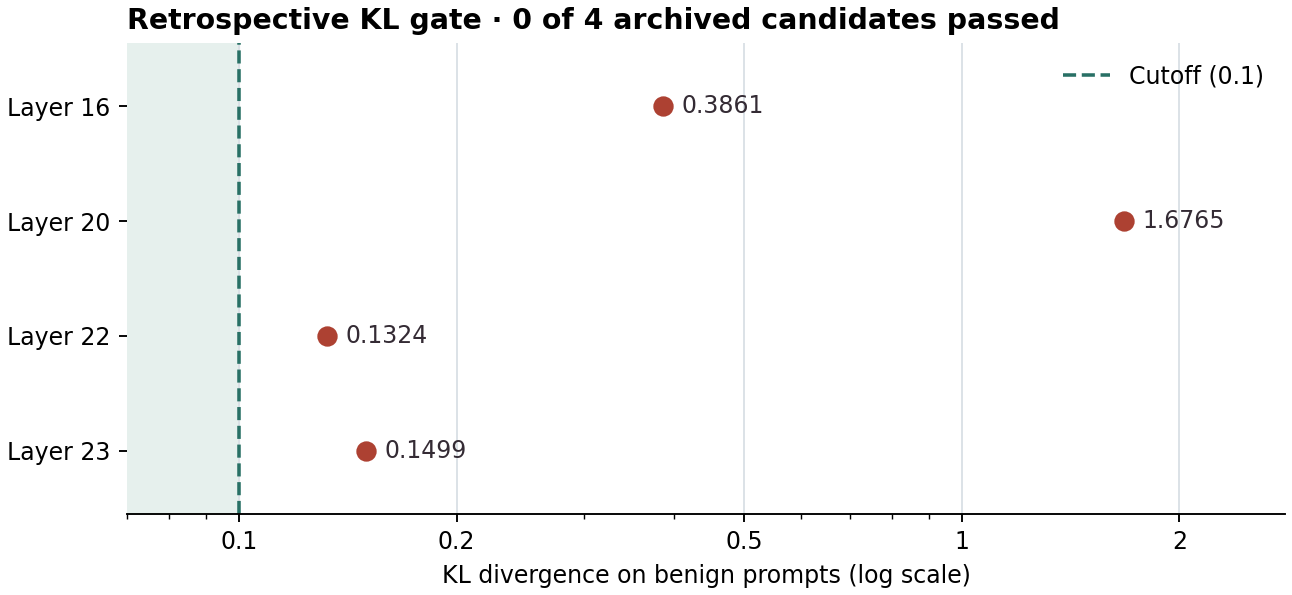 Retrospective KL gate · 0 of 4 archived candidates passed
Cutoff (0.1)
Layer 16
0.3861
Layer 20
1.6765
Layer 22
0.1324
Layer 23
0.1499
0.1 0.2 0.5 1 2
KL divergence on benign prompts (log scale)